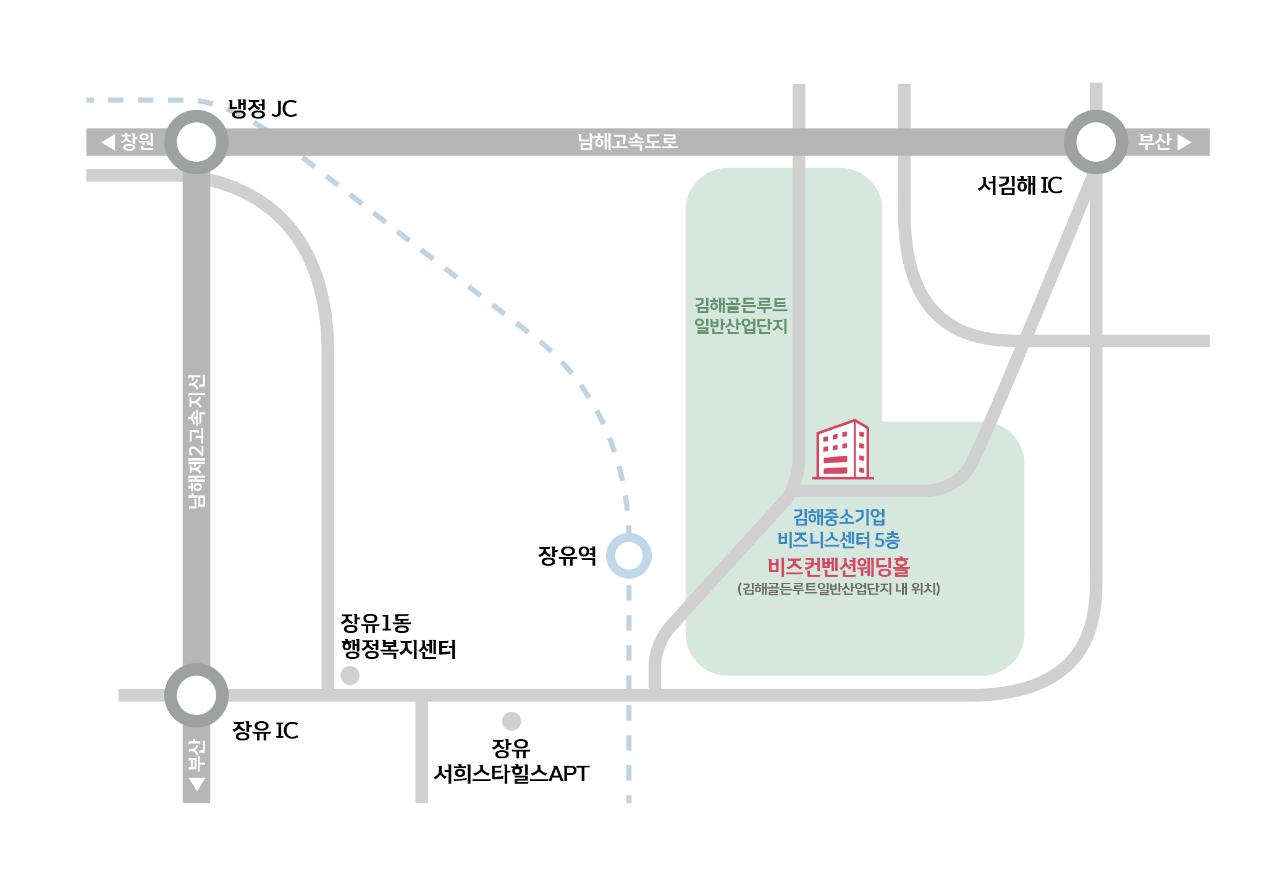 냉정 JC
◀ 창원
남해고속도로
부산 ▶
서김해 IC
김해골든루트
일반산업단지
남해제2고속지선
김해중소기업
비즈니스센터 5층
비즈컨벤션웨딩홀
(김해골든루트일반산업단지 내 위치)
장유역
장유1동
행정복지센터
장유 IC
◀부산
장유
서희스타힐스APT